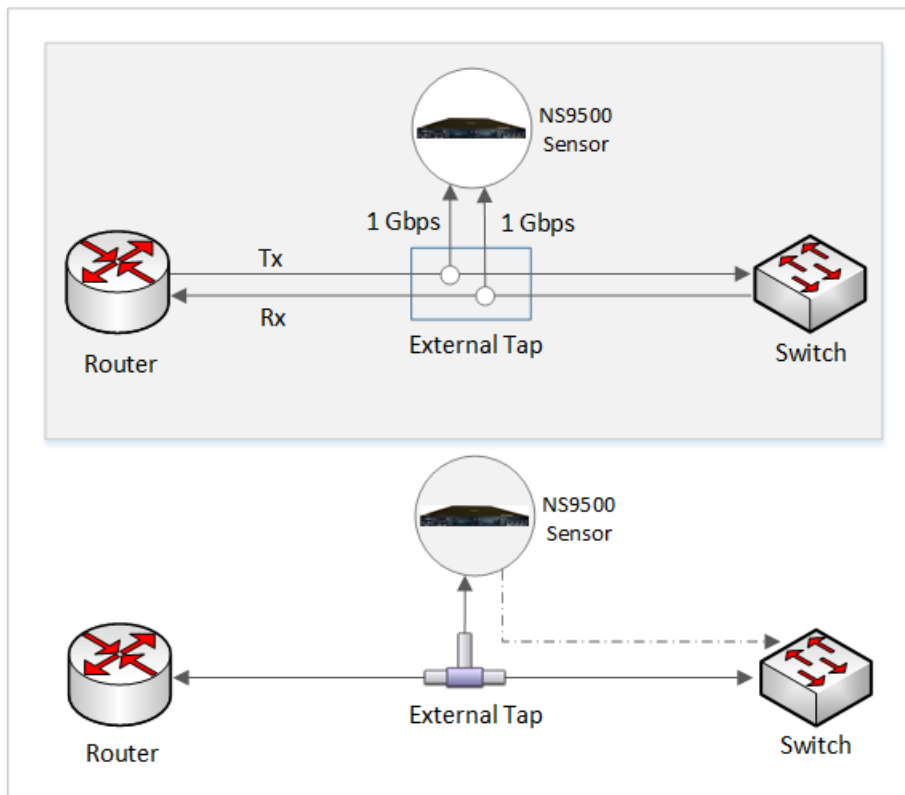 NS9500
Sensor
1 Gbps
1 Gbps
Tx
Rx
External Tap
Router
Switch
NS9500
Sensor
External Tap
Router
Switch